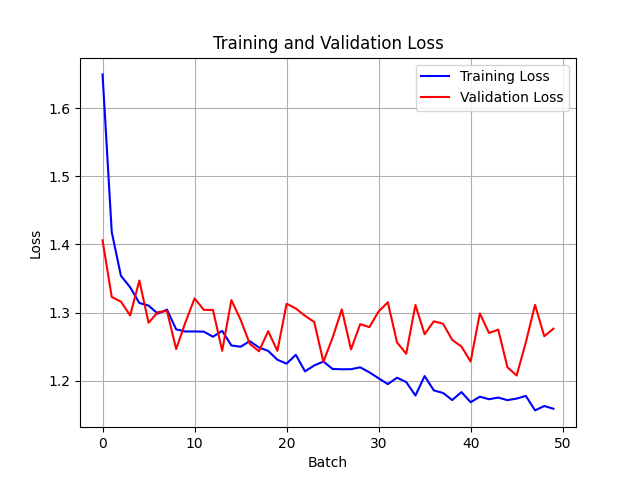 Training and Validation Loss
Training Loss
Validation Loss
Loss
1.6
1.5
1.4
1.3
1.2
0 10 20 30 40 50
Batch